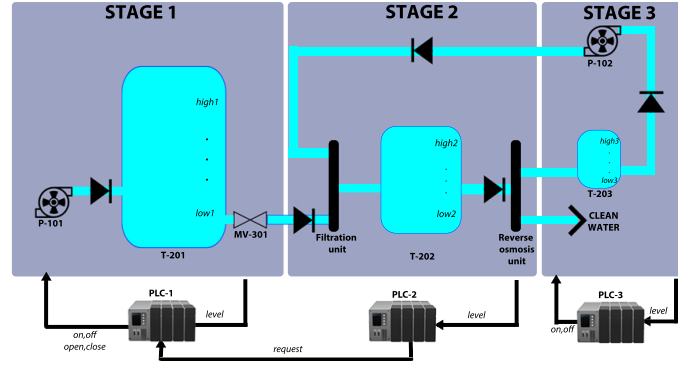 STAGE 1
STAGE 2
STAGE 3
P-102
high1
high2
high3
low3
T-203
low1
low2
P-101
MV-301
T-201
Filtration
unit
T-202
Reverse
osmosis
unit
CLEAN
WATER
PLC-1
PLC-2
PLC-3
level
level
level
on,off
open,close
on,off
request